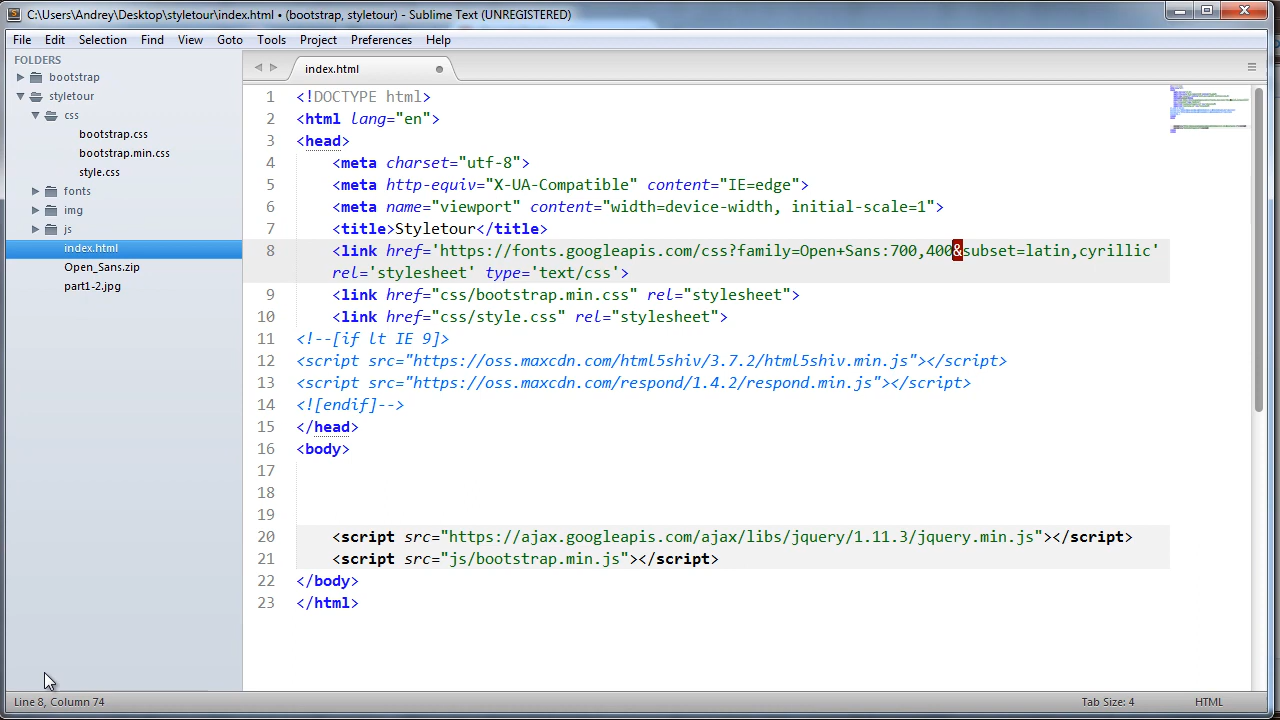 C:\Users\Andrey\Desktop\styletour\index.html • (bootstrap, styletour) - Sublime Text (UNREGISTERED)
File Edit Selection Find View Goto Tools Project Preferences Help
FOLDERS
bootstrap
styletour
css
bootstrap.css
bootstrap.min.css
style.css
fonts
img
js
index.html
Open_Sans.zip
part1-2.jpg
index.html
1 <!DOCTYPE html>
2 <html lang="en">
3 <head>
4 <meta charset="utf-8">
5 <meta http-equiv="X-UA-Compatible" content="IE=edge">
6 <meta name="viewport" content="width=device-width, initial-scale=1">
7 <title>Styletour</title>
8 <link href='https://fonts.googleapis.com/css?family=Open+Sans:700,400&subset=latin,cyrillic'
rel='stylesheet' type='text/css'>
9 <link href="css/bootstrap.min.css" rel="stylesheet">
10 <link href="css/style.css" rel="stylesheet">
11 <!--[if lt IE 9]>
12 <script src="https://oss.maxcdn.com/html5shiv/3.7.2/html5shiv.min.js"></script>
13 <script src="https://oss.maxcdn.com/respond/1.4.2/respond.min.js"></script>
14 <![endif]-->
15 </head>
16 <body>
17
18
19
20 <script src="https://ajax.googleapis.com/ajax/libs/jquery/1.11.3/jquery.min.js"></script>
21 <script src="js/bootstrap.min.js"></script>
22 </body>
23 </html>
Line 8, Column 74 Tab Size: 4 HTML